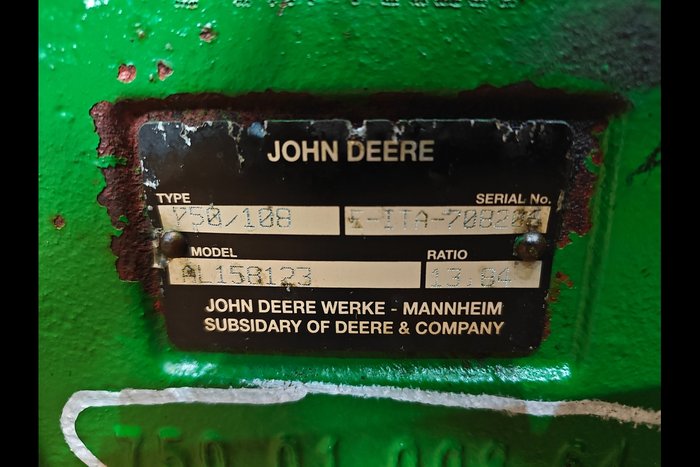 JOHN DEERE
TYPE SERIAL No.
750/108
MODEL RATIO
AL158123 13.94
JOHN DEERE WERKE - MANNHEIM
SUBSIDARY OF DEERE & COMPANY